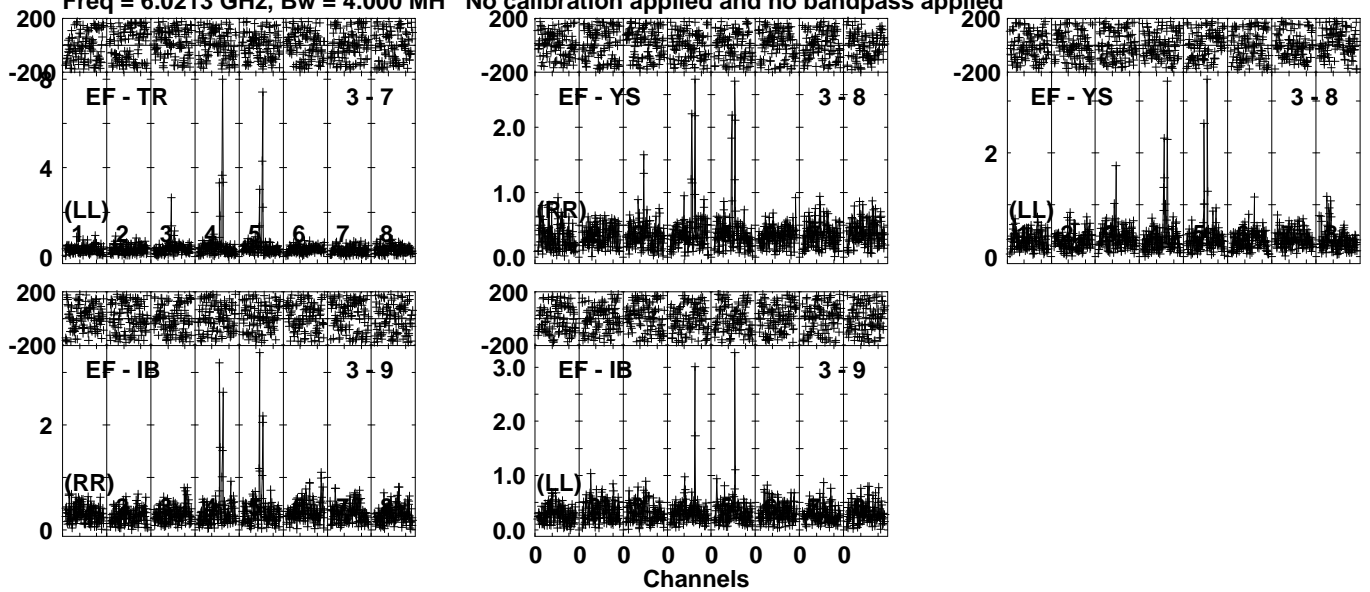 Freq = 6.0213 GHz, Bw = 4.000 MH No calibration applied and no bandpass applied
200
-200
8
4
0
EF - TR 3 - 7
(LL)
1 2 3 4 5 6 7 8
200
-200
2.0
1.0
0.0
EF - YS 3 - 8
(RR)
200
-200
2
0
EF - YS 3 - 8
(LL)
200
-200
2
0
EF - IB 3 - 9
(RR)
200
-200
3.0
2.0
1.0
0.0
EF - IB 3 - 9
(LL)
0 0 0 0 0 0 0 0
Channels